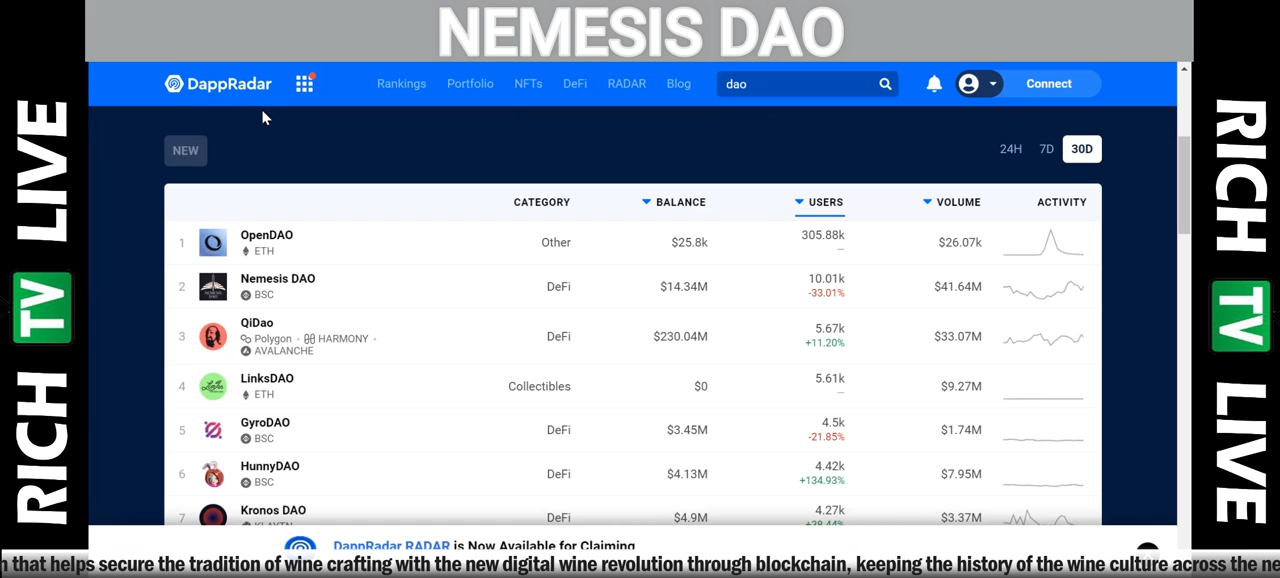 NEMESIS DAO
DappRadar
Rankings Portfolio NFTs DeFi RADAR Blog
dao
Connect
NEW
24H 7D 30D
CATEGORY BALANCE USERS VOLUME ACTIVITY
1 OpenDAO ETH Other $25.8k 305.88k — $26.07k
2 Nemesis DAO BSC DeFi $14.34M 10.01k -33.01% $41.64M
NEMESIS DAO
3 QiDao Polygon HARMONY AVALANCHE DeFi $230.04M 5.67k +11.20% $33.07M
4 LinksDAO ETH Collectibles $0 5.61k — $9.27M
5 GyroDAO BSC DeFi $3.45M 4.5k -21.85% $1.74M
6 HunnyDAO BSC DeFi $4.13M 4.42k +134.93% $7.95M
7 Kronos DAO DeFi $4.9M 4.27k $3.37M
DappRadar RADAR is Now Available for Claiming
that helps secure the tradition of wine crafting with the new digital wine revolution through blockchain, keeping the history of the wine culture across the
RICH TV LIVE
RICH TV LIVE